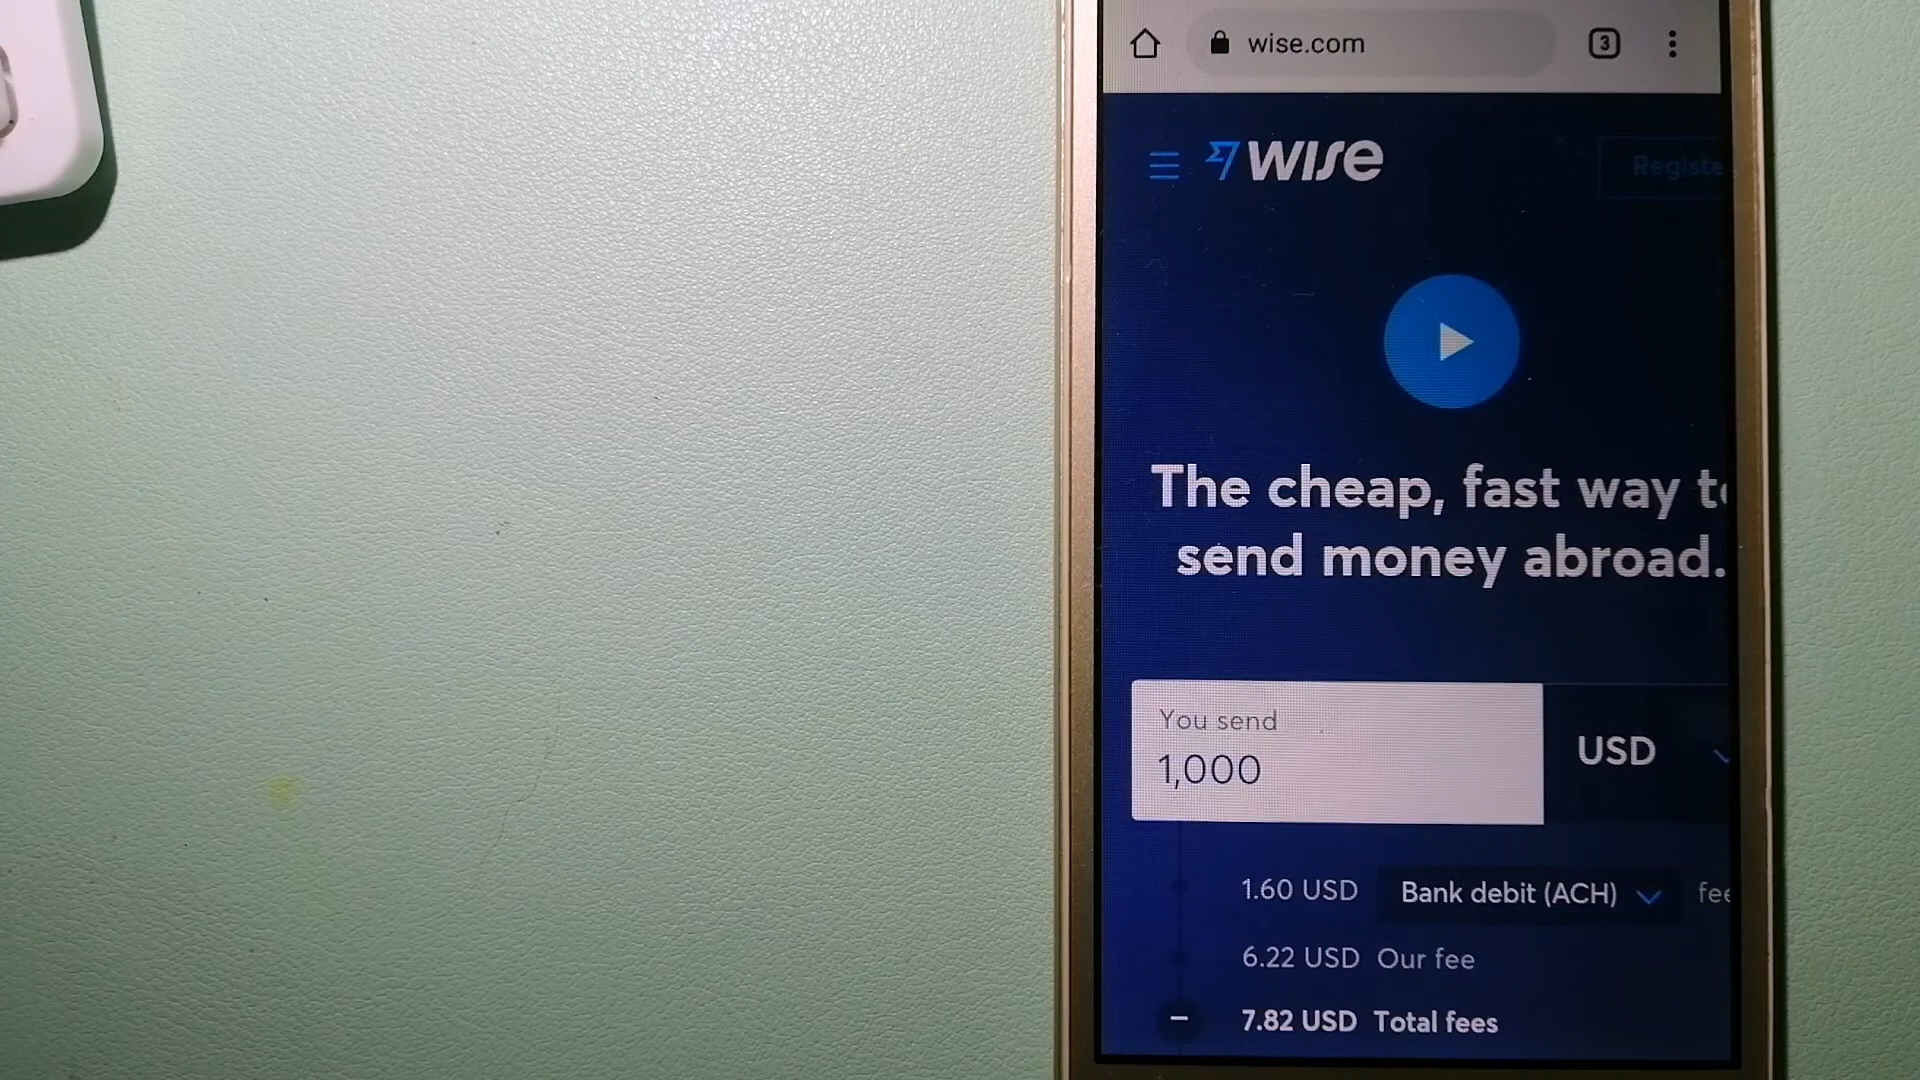 3
wise.com
wise
The cheap, fast way
send money abroad.
You send
1,000
USD
1.60 USD Bank debit (ACH)
6.22 USD Our fee
7.82 USD Total fees